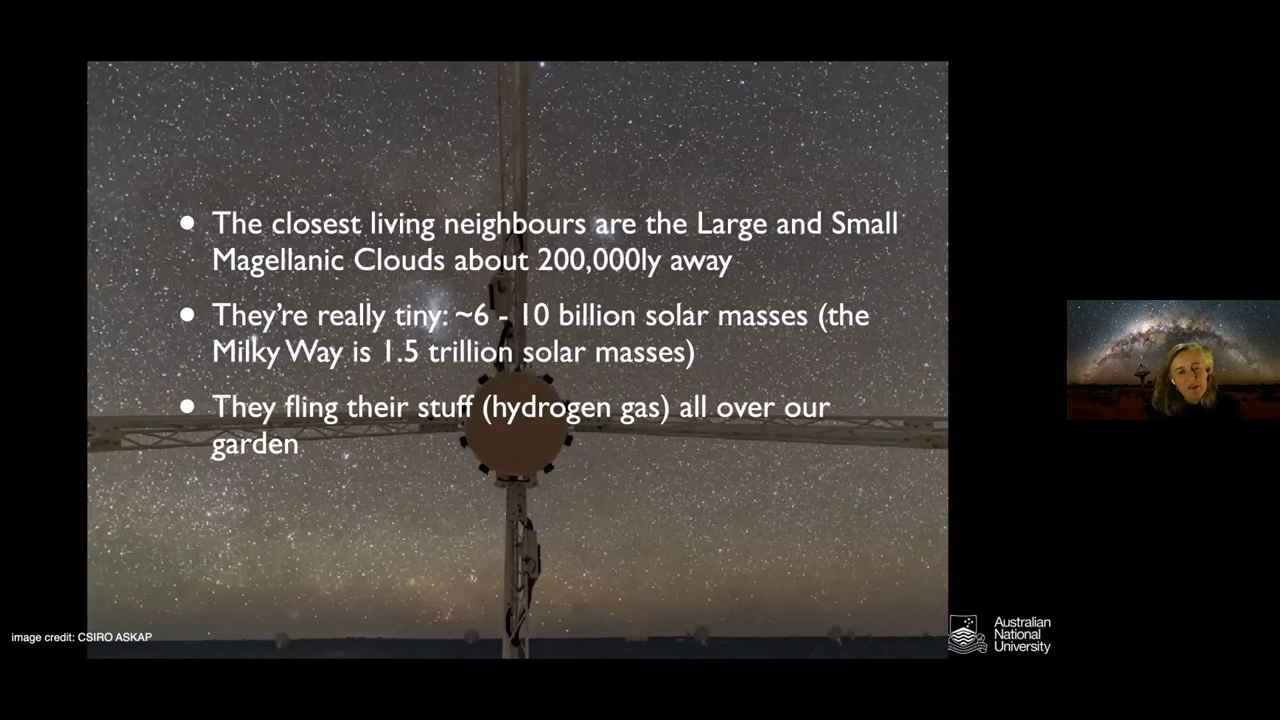 • The closest living neighbours are the Large and Small
Magellanic Clouds about 200,000ly away
• They're really tiny: ~6 - 10 billion solar masses (the
Milky Way is 1.5 trillion solar masses)
• They fling their stuff (hydrogen gas) all over our
garden
image credit: CSIRO ASKAP
Australian
National
University